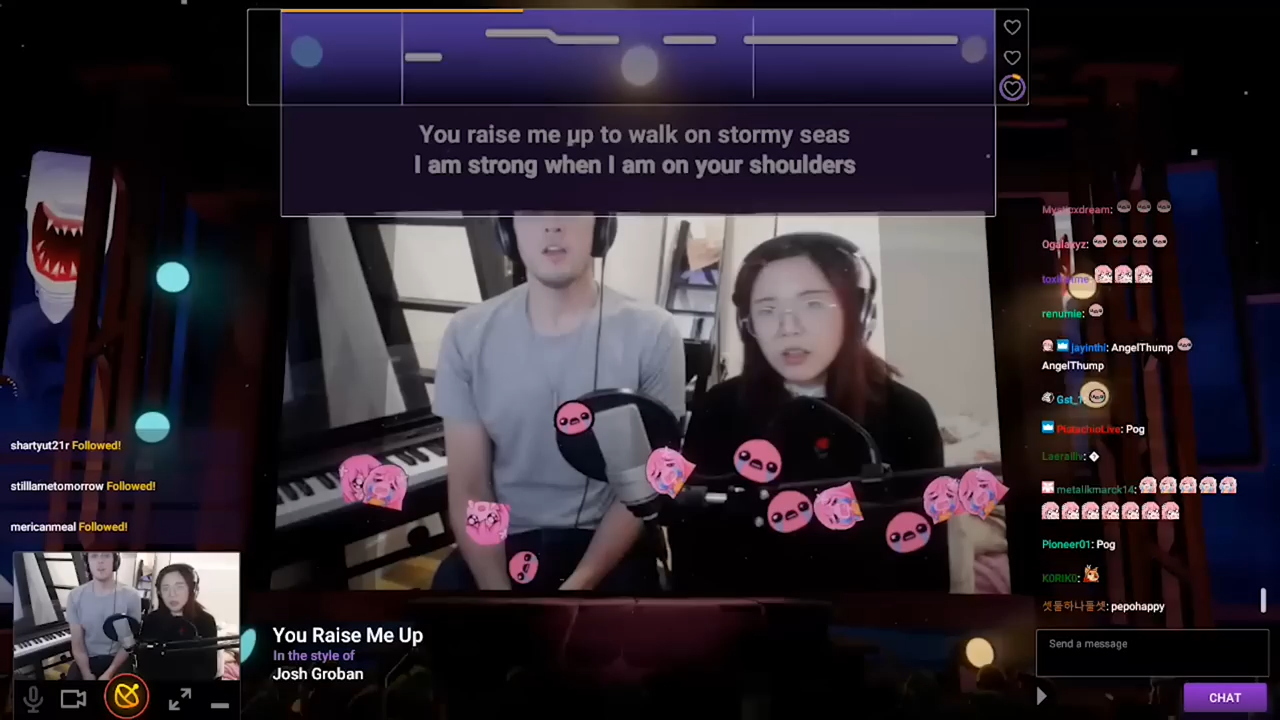 You raise me up to walk on stormy seas
I am strong when I am on your shoulders
Mysticxdream:
Ogalaxyz:
renumie:
jayinthi: AngelThump
AngelThump
PistachioLive: Pog
metalikmarck14:
Pioneer01: Pog
KORIKO:
셋둘하나둘셋: pepohappy
Send a message
CHAT
shartyut21r Followed!
stilllametomorrow Followed!
mericanmeal Followed!
You Raise Me Up
In the style of
Josh Groban